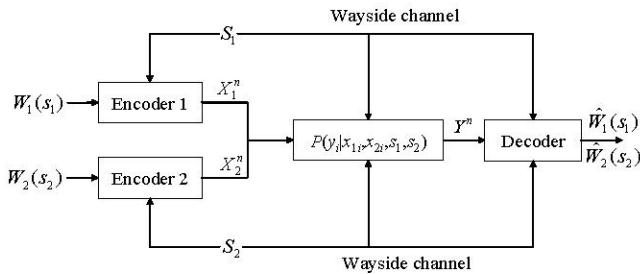 Wayside channel
S₁
W₁(s₁) Encoder 1 X₁ⁿ
P(yᵢ|x₁ᵢ,x₂ᵢ,s₁,s₂) Yⁿ Decoder Ŵ₁(s₁)
Ŵ₂(s₂)
W₂(s₂) Encoder 2 X₂ⁿ
S₂
Wayside channel